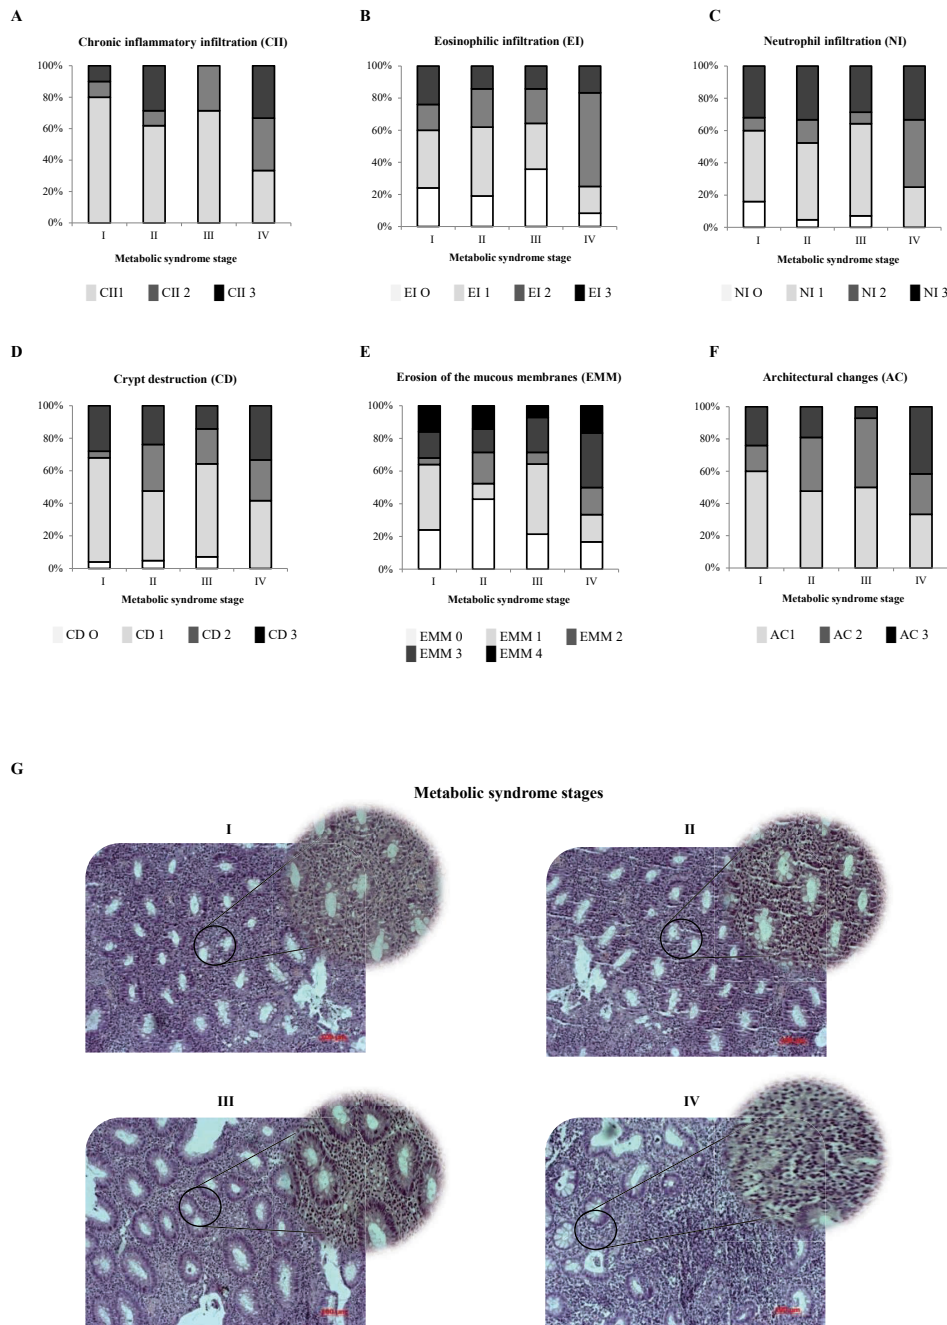 A
Chronic inflammatory infiltration (CII)
100%
80%
60%
40%
20%
0%
I II III IV
Metabolic syndrome stage
CII1 CII 2 CII 3
B
Eosinophilic infiltration (EI)
100%
80%
60%
40%
20%
0%
I II III IV
Metabolic syndrome stage
EI O EI 1 EI 2 EI 3
C
Neutrophil infiltration (NI)
100%
80%
60%
40%
20%
0%
I II III IV
Metabolic syndrome stage
NI O NI 1 NI 2 NI 3
D
Crypt destruction (CD)
100%
80%
60%
40%
20%
0%
I II III IV
Metabolic syndrome stage
CD O CD 1 CD 2 CD 3
E
Erosion of the mucous membranes (EMM)
100%
80%
60%
40%
20%
0%
I II III IV
Metabolic syndrome stage
EMM 0 EMM 1 EMM 2
EMM 3 EMM 4
F
Architectural changes (AC)
100%
80%
60%
40%
20%
0%
I II III IV
Metabolic syndrome stage
AC1 AC 2 AC 3
G
Metabolic syndrome stages
I
II
III
IV